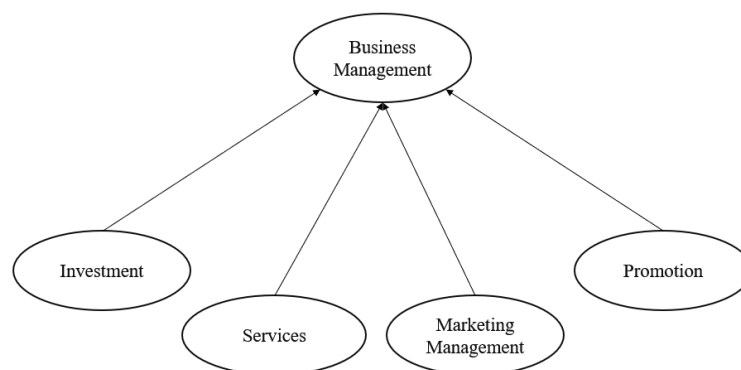 Business
Management
Investment
Promotion
Services
Marketing
Management